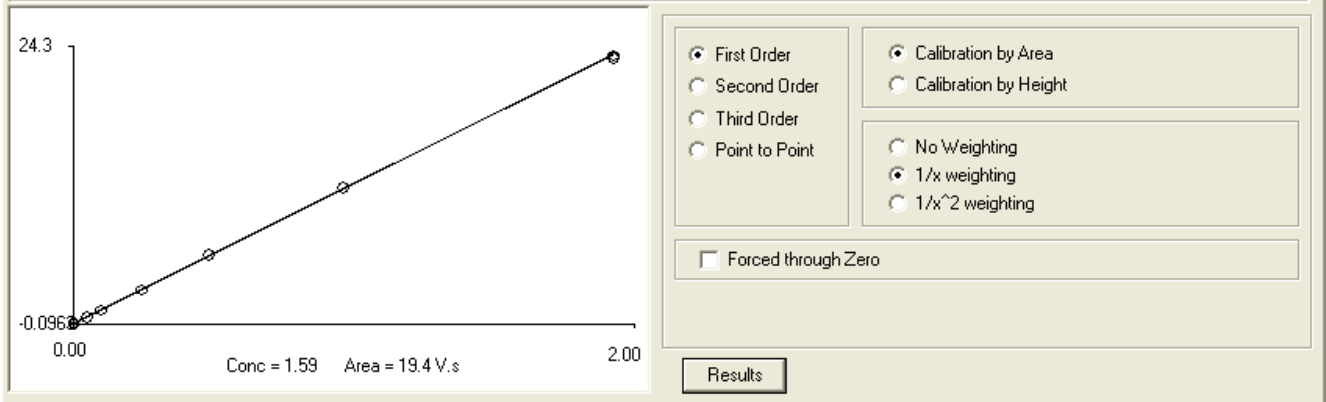 24.3
-0.0962
0.00
2.00
Conc = 1.59 Area = 19.4 V.s
First Order
Second Order
Third Order
Point to Point
Calibration by Area
Calibration by Height
No Weighting
1/x weighting
1/x^2 weighting
Forced through Zero
Results